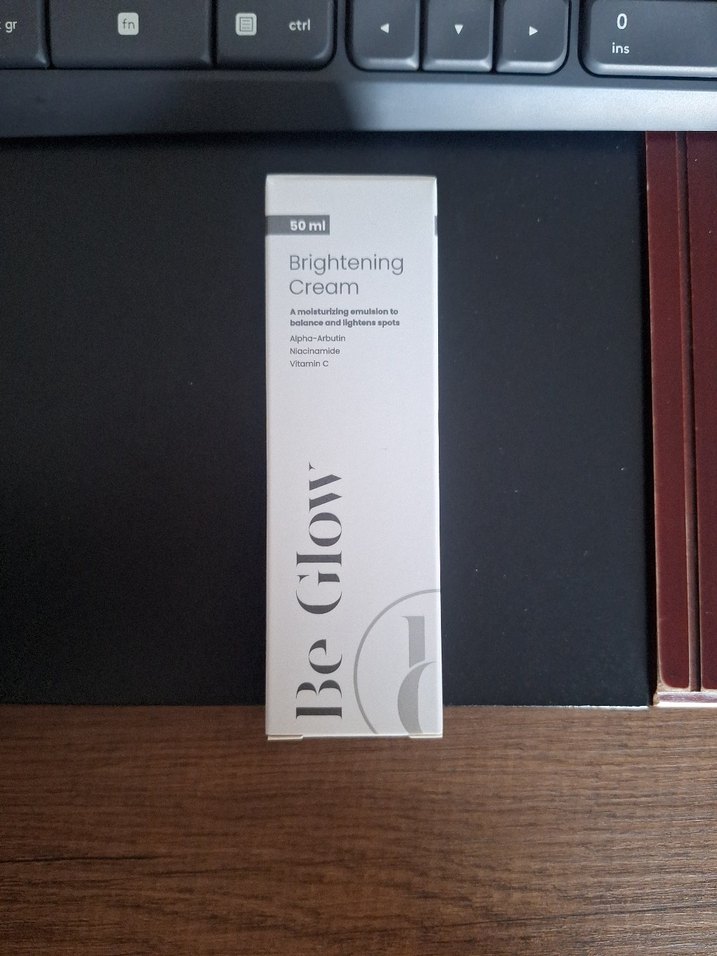 gr
fn
ctrl
0
ins
50 ml
Brightening
Cream
A moisturizing emulsion to
balance and lightens spots
Alpha-Arbutin
Niacinamide
Vitamin C
Be Glow